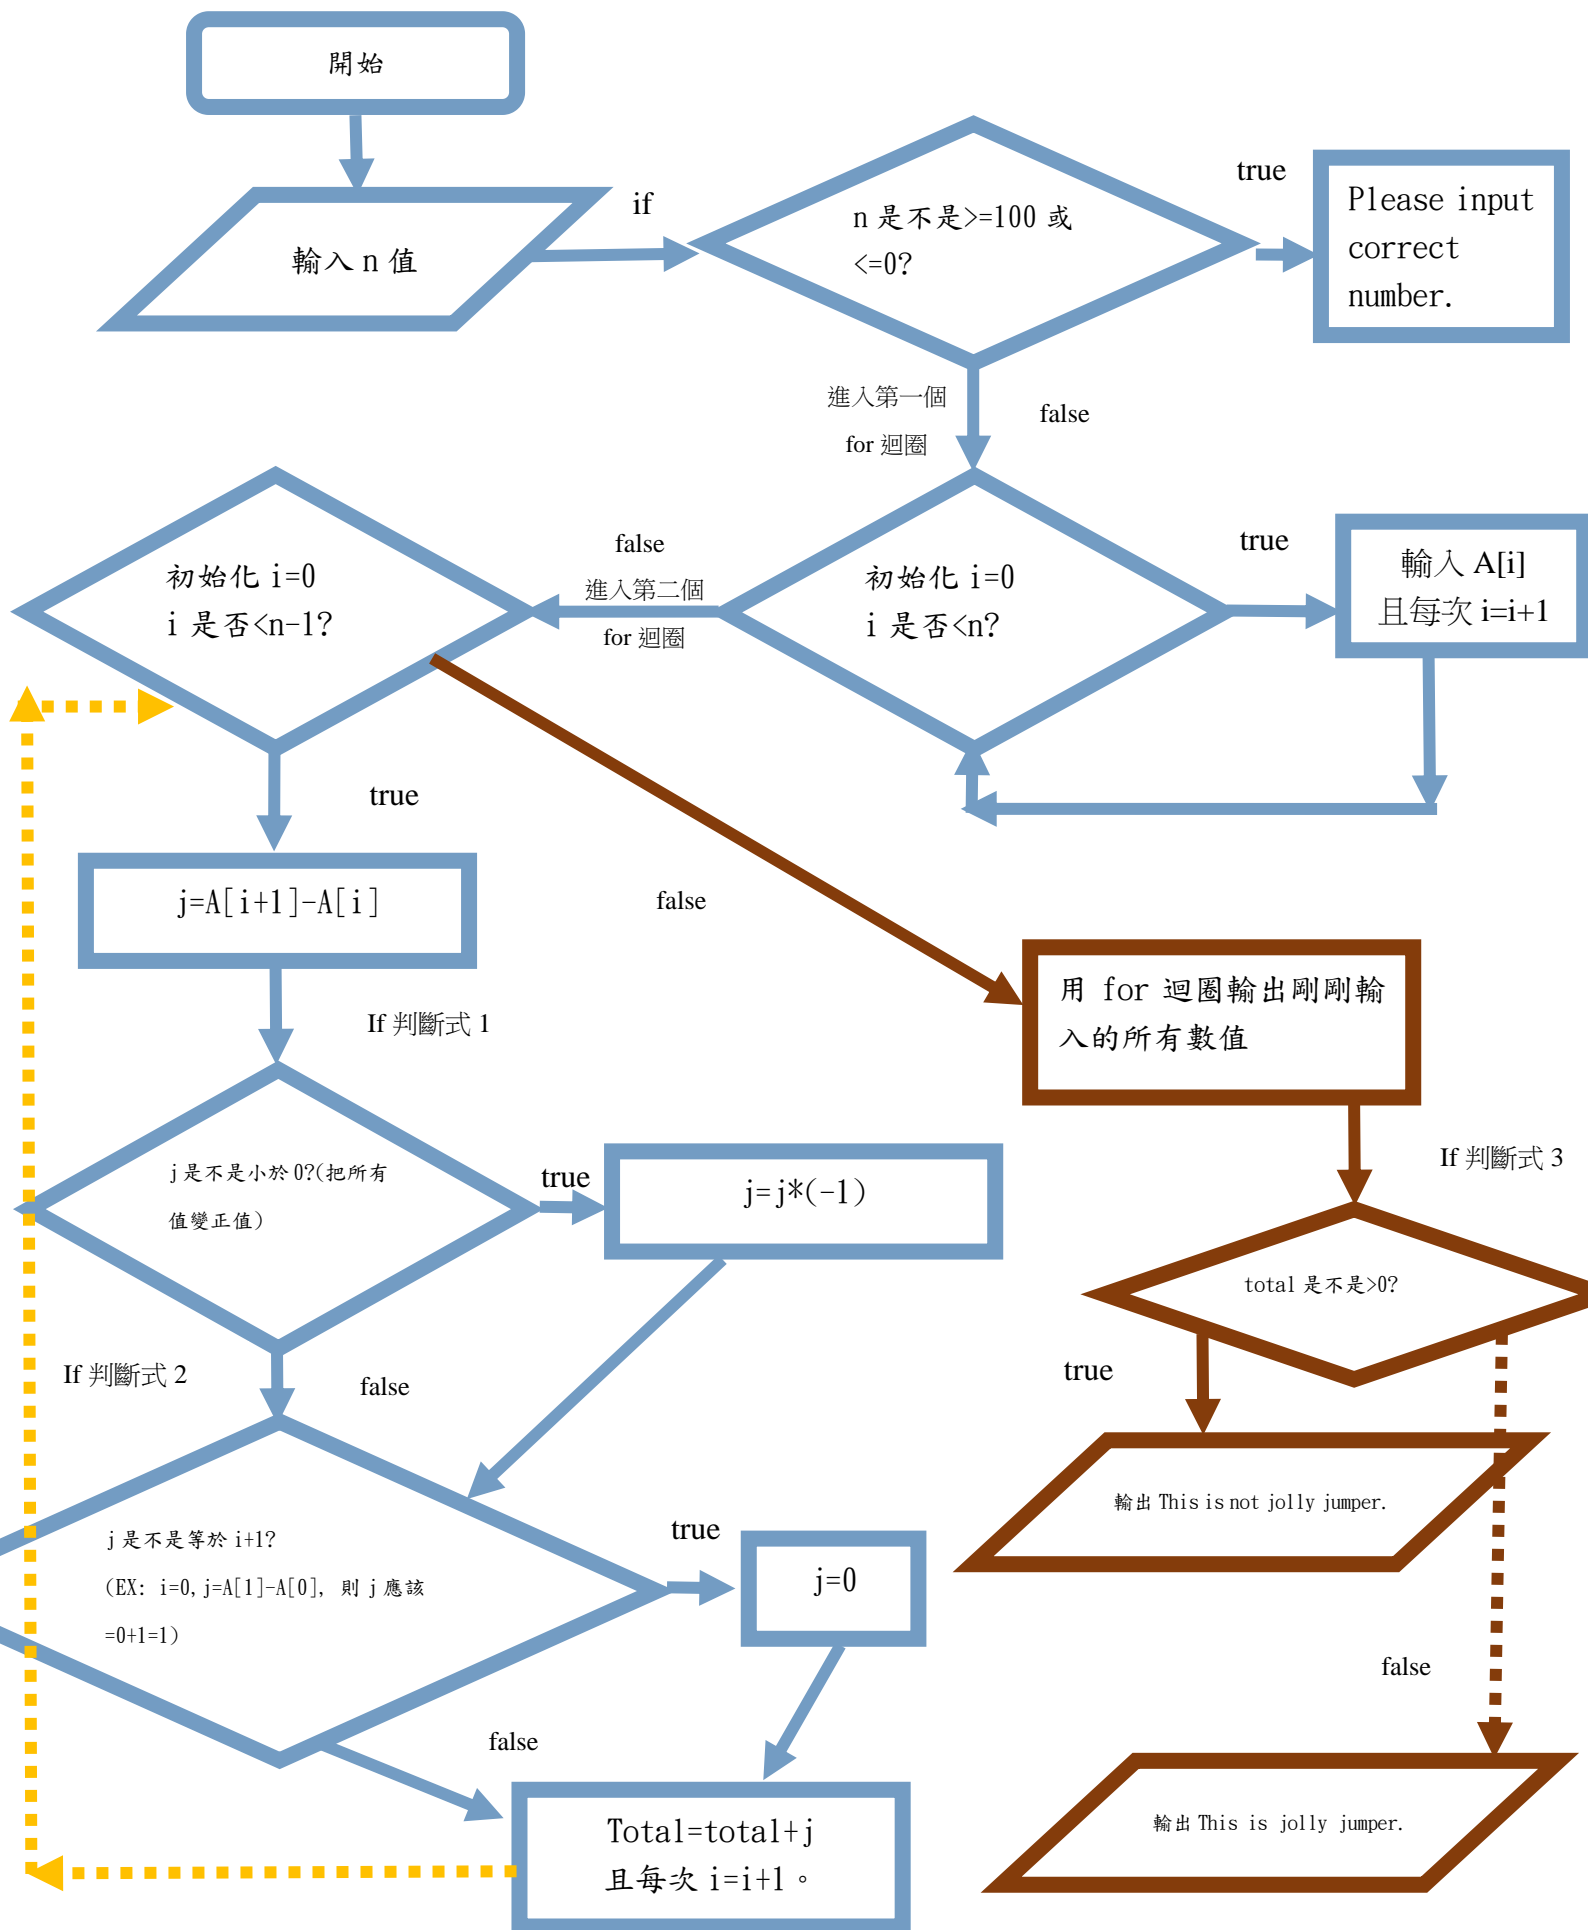 開始
輸入 n 值
if
n 是不是>=100 或
<=0?
true
Please input
correct
number.
進入第一個
for 迴圈
false
初始化 i=0
i 是否<n-1?
false
進入第二個
for 迴圈
初始化 i=0
i 是否<n?
true
輸入 A[i]
且每次 i=i+1
true
j=A[i+1]-A[i]
false
用 for 迴圈輸出剛剛輸
入的所有數值
If 判斷式 1
j 是不是小於 0?(把所有
值變正值)
true
j=j*(-1)
If 判斷式 3
total 是不是>0?
If 判斷式 2
false
true
輸出 This is not jolly jumper.
j 是不是等於 i+1?
(EX: i=0, j=A[1]-A[0], 則 j 應該
=0+1=1)
true
j=0
false
false
Total=total+j
且每次 i=i+1。
輸出 This is jolly jumper.